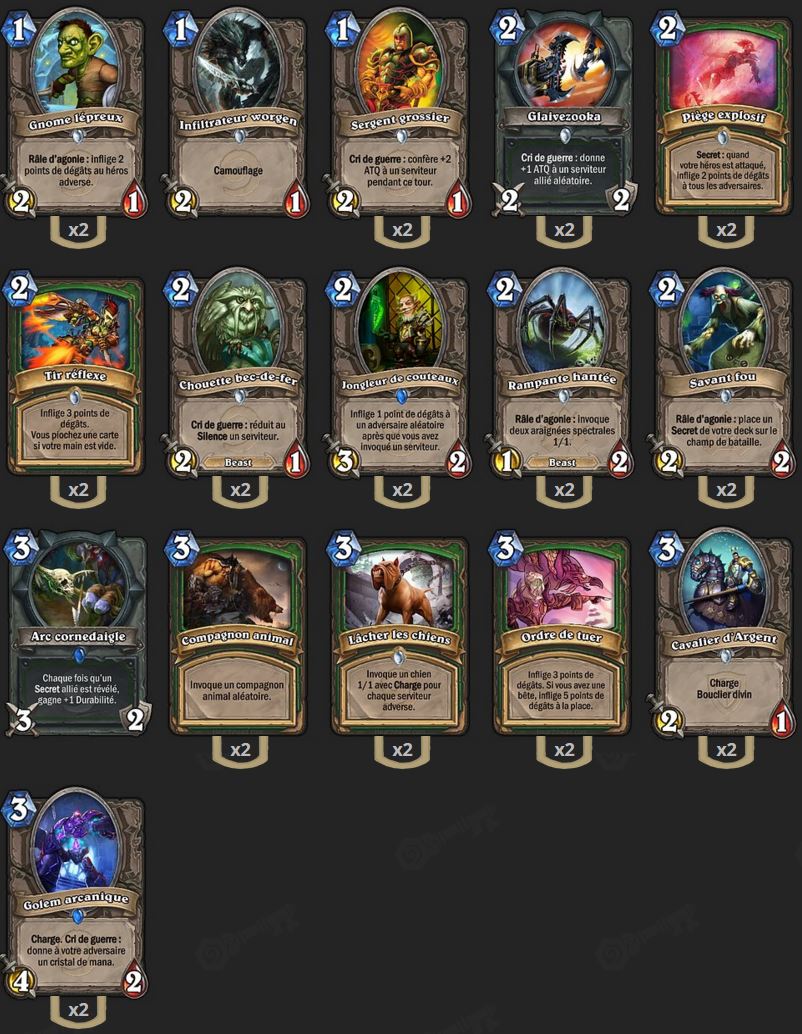 1
Gnome lépreux
Râle d'agonie : inflige 2
points de dégâts au héros
adverse.
2
1
x2
1
Infiltrateur worgen
Camouflage
2
1
1
Sergent grossier
Cri de guerre : confère +2
ATQ à un serviteur
pendant ce tour.
2
1
x2
2
Glaivezooka
Cri de guerre : donne
+1 ATQ à un serviteur
allié aléatoire.
2
2
x2
2
Piège explosif
Secret : quand
votre héros est attaqué,
inflige 2 points de dégâts
à tous les adversaires.
x2
2
Tir réflexe
Inflige 3 points de
dégâts.
Vous piochez une carte
si votre main est vide.
x2
2
Chouette bec-de-fer
Cri de guerre : réduit au
Silence un serviteur.
Beast
2
1
x2
2
Jongleur de couteaux
Inflige 1 point de dégâts à
un adversaire aléatoire
après que vous avez
invoqué un serviteur.
3
2
x2
2
Rampante hantée
Râle d'agonie : invoque
deux araignées spectrales
1/1.
Beast
1
2
x2
2
Savant fou
Râle d'agonie : place un
Secret de votre deck sur le
champ de bataille.
2
2
x2
3
Arc cornedaigle
Chaque fois qu'un
Secret allié est révélé,
gagne +1 Durabilité.
3
2
3
Compagnon animal
Invoque un compagnon
animal aléatoire.
x2
3
Lâcher les chiens
Invoque un chien
1/1 avec Charge pour
chaque serviteur
adverse.
x2
3
Ordre de tuer
Inflige 3 points de
dégâts. Si vous avez une
bête, inflige 5 points de
dégâts à la place.
x2
3
Cavalier d'Argent
Charge
Bouclier divin
2
1
x2
3
Golem arcanique
Charge. Cri de guerre :
donne à votre adversaire
un cristal de mana.
4
2
x2